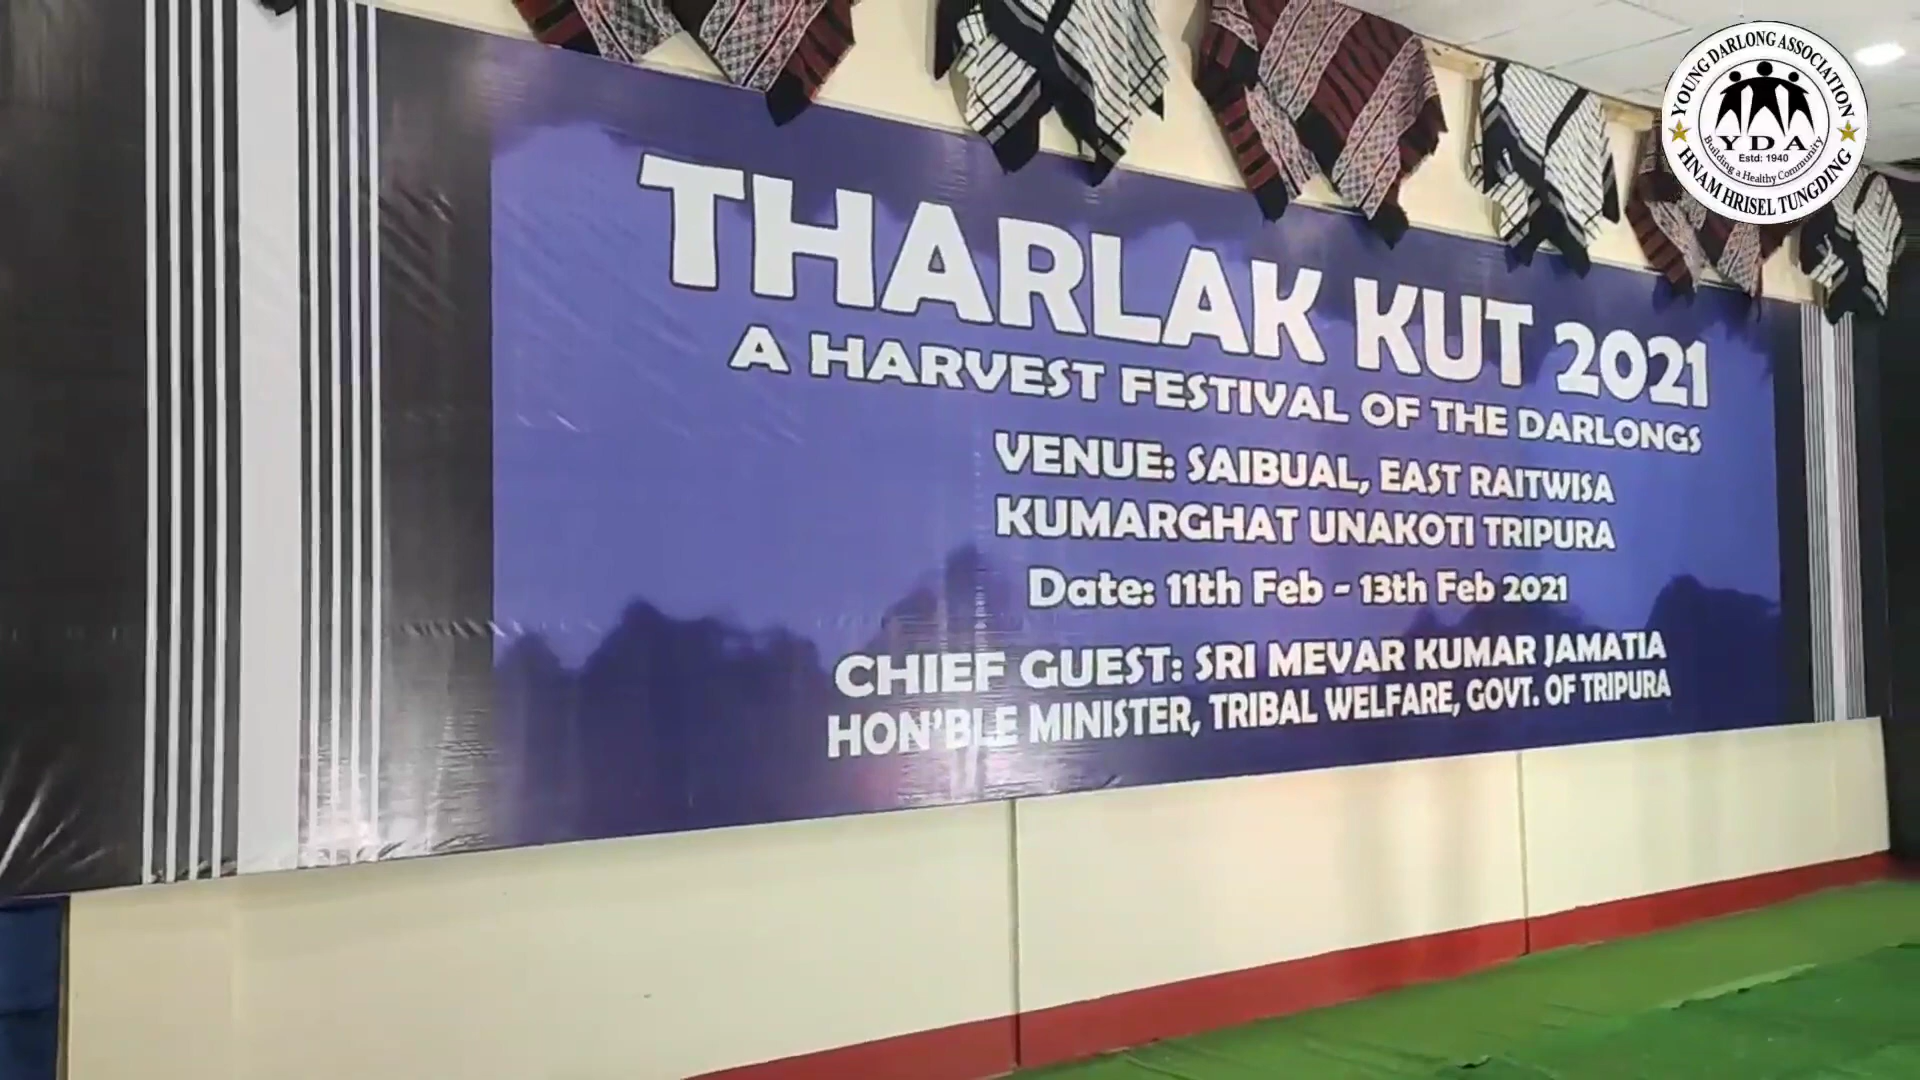 THARLAK KUT 2021
A HARVEST FESTIVAL OF THE DARLONGS
VENUE: SAIBUAL, EAST RAITWISA
KUMARGHAT UNAKOTI TRIPURA
Date: 11th Feb - 13th Feb 2021
CHIEF GUEST: SRI MEVAR KUMAR JAMATIA
HON'BLE MINISTER, TRIBAL WELFARE, GOVT. OF TRIPURA
YOUNG DARLONG ASSOCIATION
YDA
Estd: 1940
Building a Healthy Community
HNAM HRISEL TUNGDING